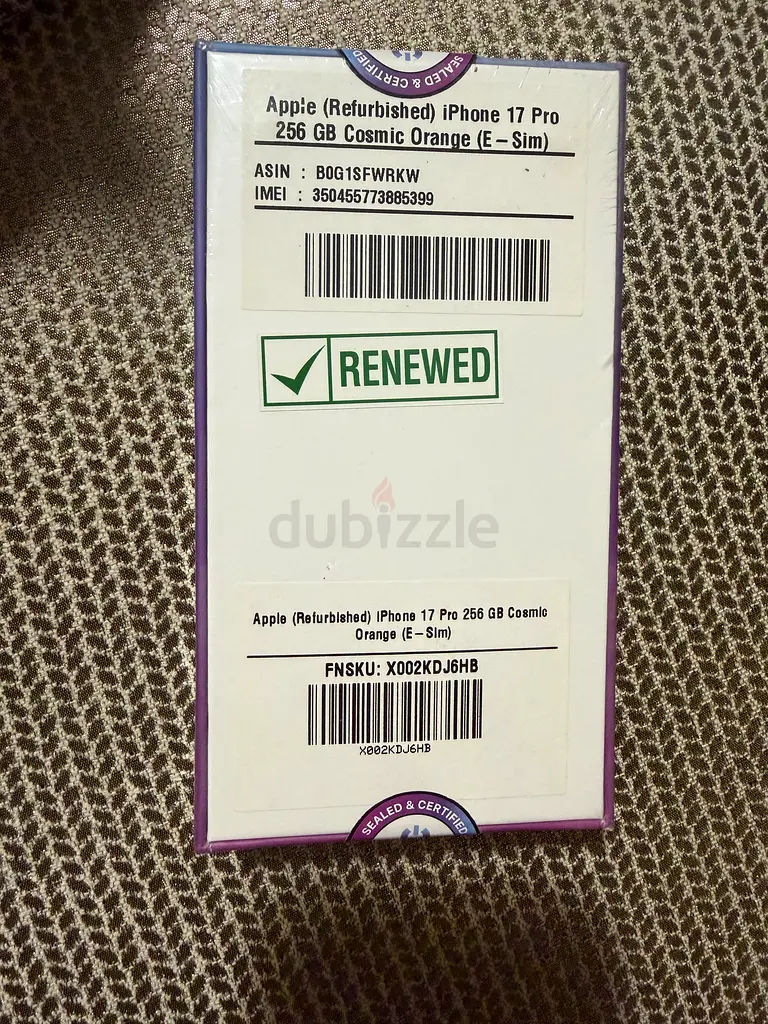 SEALED & CERTIFIED
Apple (Refurbished) iPhone 17 Pro
256 GB Cosmic Orange (E-Sim)
ASIN : B0G1SFWRKW
IMEI : 350455773885399
RENEWED
dubizzle
Apple (Refurbished) iPhone 17 Pro 256 GB Cosmic
Orange (E-Sim)
FNSKU: X002KDJ6HB
X002KDJ6HB
SEALED & CERTIFIED